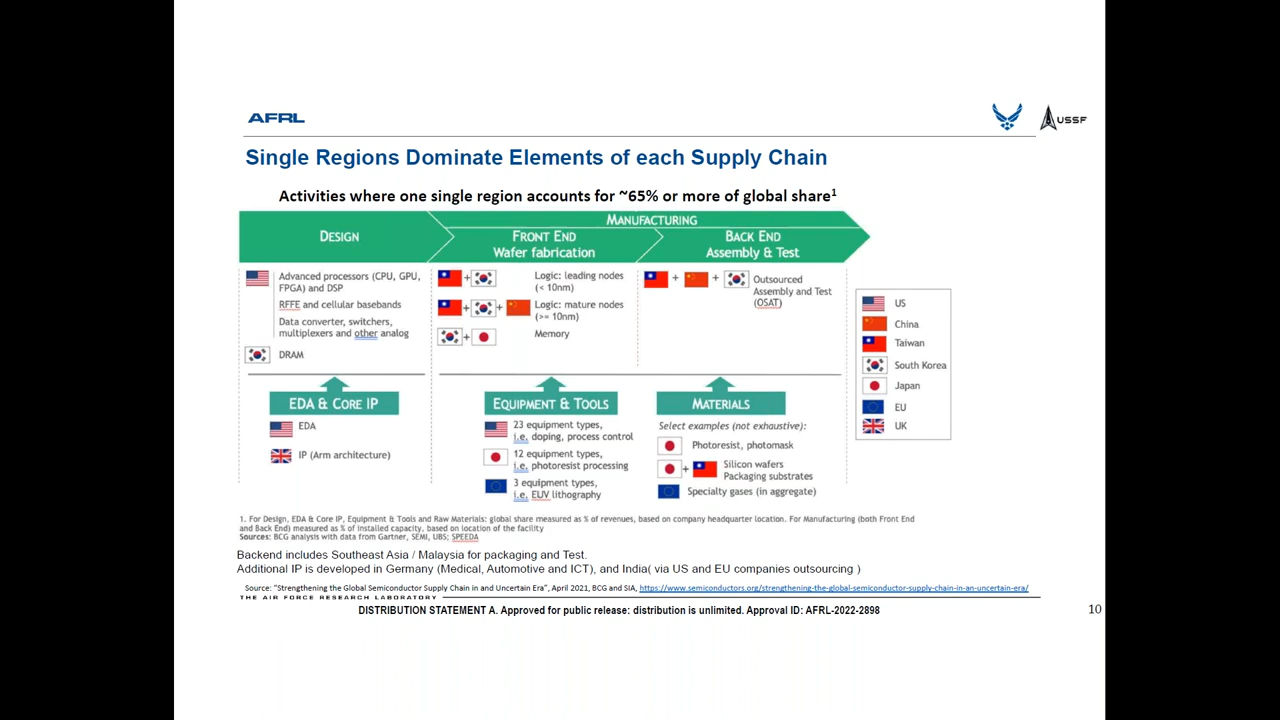 AFRL
USSF
Single Regions Dominate Elements of each Supply Chain
Activities where one single region accounts for ~65% or more of global share1
MANUFACTURING
DESIGN
FRONT END
Wafer fabrication
BACK END
Assembly & Test
Advanced processors (CPU, GPU,
FPGA) and DSP
RFFE and cellular basebands
Data converter, switchers,
multiplexers and other analog
DRAM
Logic: leading nodes
(< 10nm)
Logic: mature nodes
(>= 10nm)
Memory
+
+
+
+
+
+
Outsourced
Assembly and Test
(OSAT)
US
China
Taiwan
South Korea
Japan
EU
UK
EDA & CORE IP
EDA
IP (Arm architecture)
EQUIPMENT & TOOLS
23 equipment types,
i.e. doping, process control
12 equipment types,
i.e. photoresist processing
3 equipment types,
i.e. EUV lithography
MATERIALS
Select examples (not exhaustive):
Photoresist, photomask
+
Silicon wafers
Packaging substrates
Specialty gases (in aggregate)
1. For Design, EDA & Core IP, Equipment & Tools and Raw Materials: global share measured as % of revenues, based on company headquarter location. For Manufacturing (both Front End
and Back End) measured as % of installed capacity, based on location of the facility
Sources: BCG analysis with data from Gartner, SEMI, UBS; SPEEDA
Backend includes Southeast Asia / Malaysia for packaging and Test.
Additional IP is developed in Germany (Medical, Automotive and ICT), and India( via US and EU companies outsourcing )
Source: "Strengthening the Global Semiconductor Supply Chain in and Uncertain Era", April 2021, BCG and SIA, https://www.semiconductors.org/strengthening-the-global-semiconductor-supply-chain-in-an-uncertain-era/
THE AIR FORCE RESEARCH LABORATORY
DISTRIBUTION STATEMENT A. Approved for public release: distribution is unlimited. Approval ID: AFRL-2022-2898
10